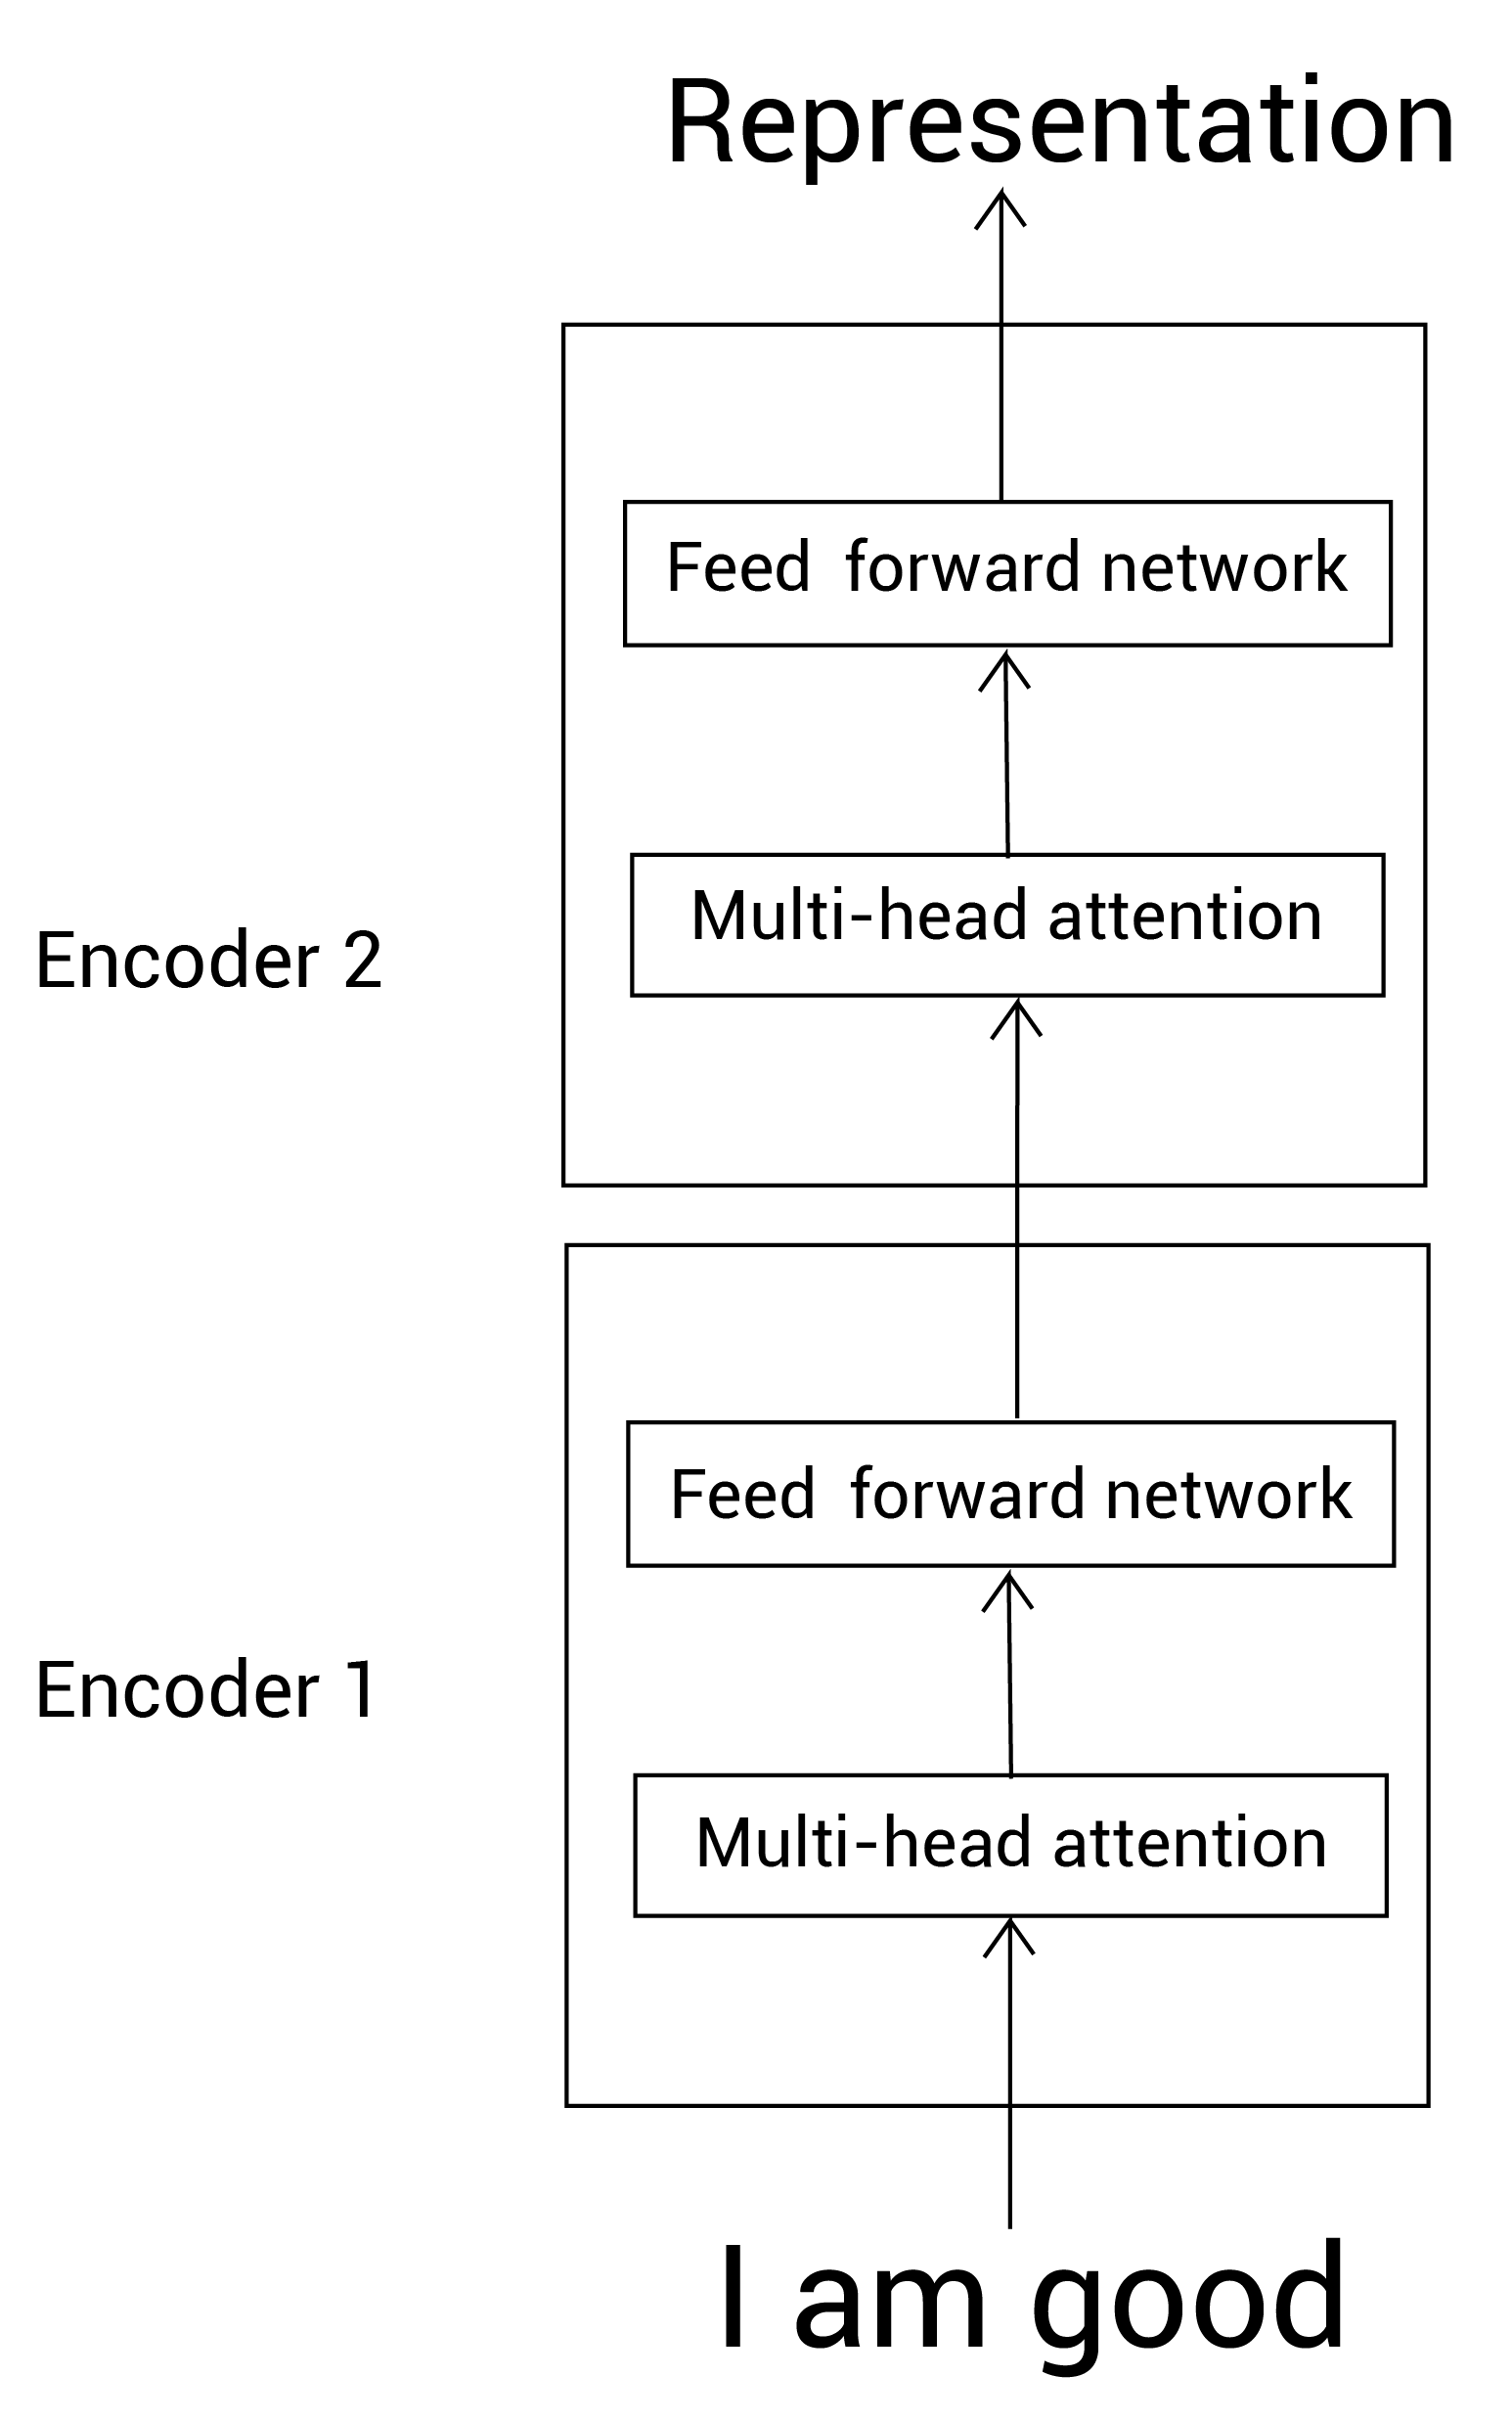 Representation
Feed forward network
Multi-head attention
Encoder 2
Feed forward network
Encoder 1
Multi-head attention
I am good